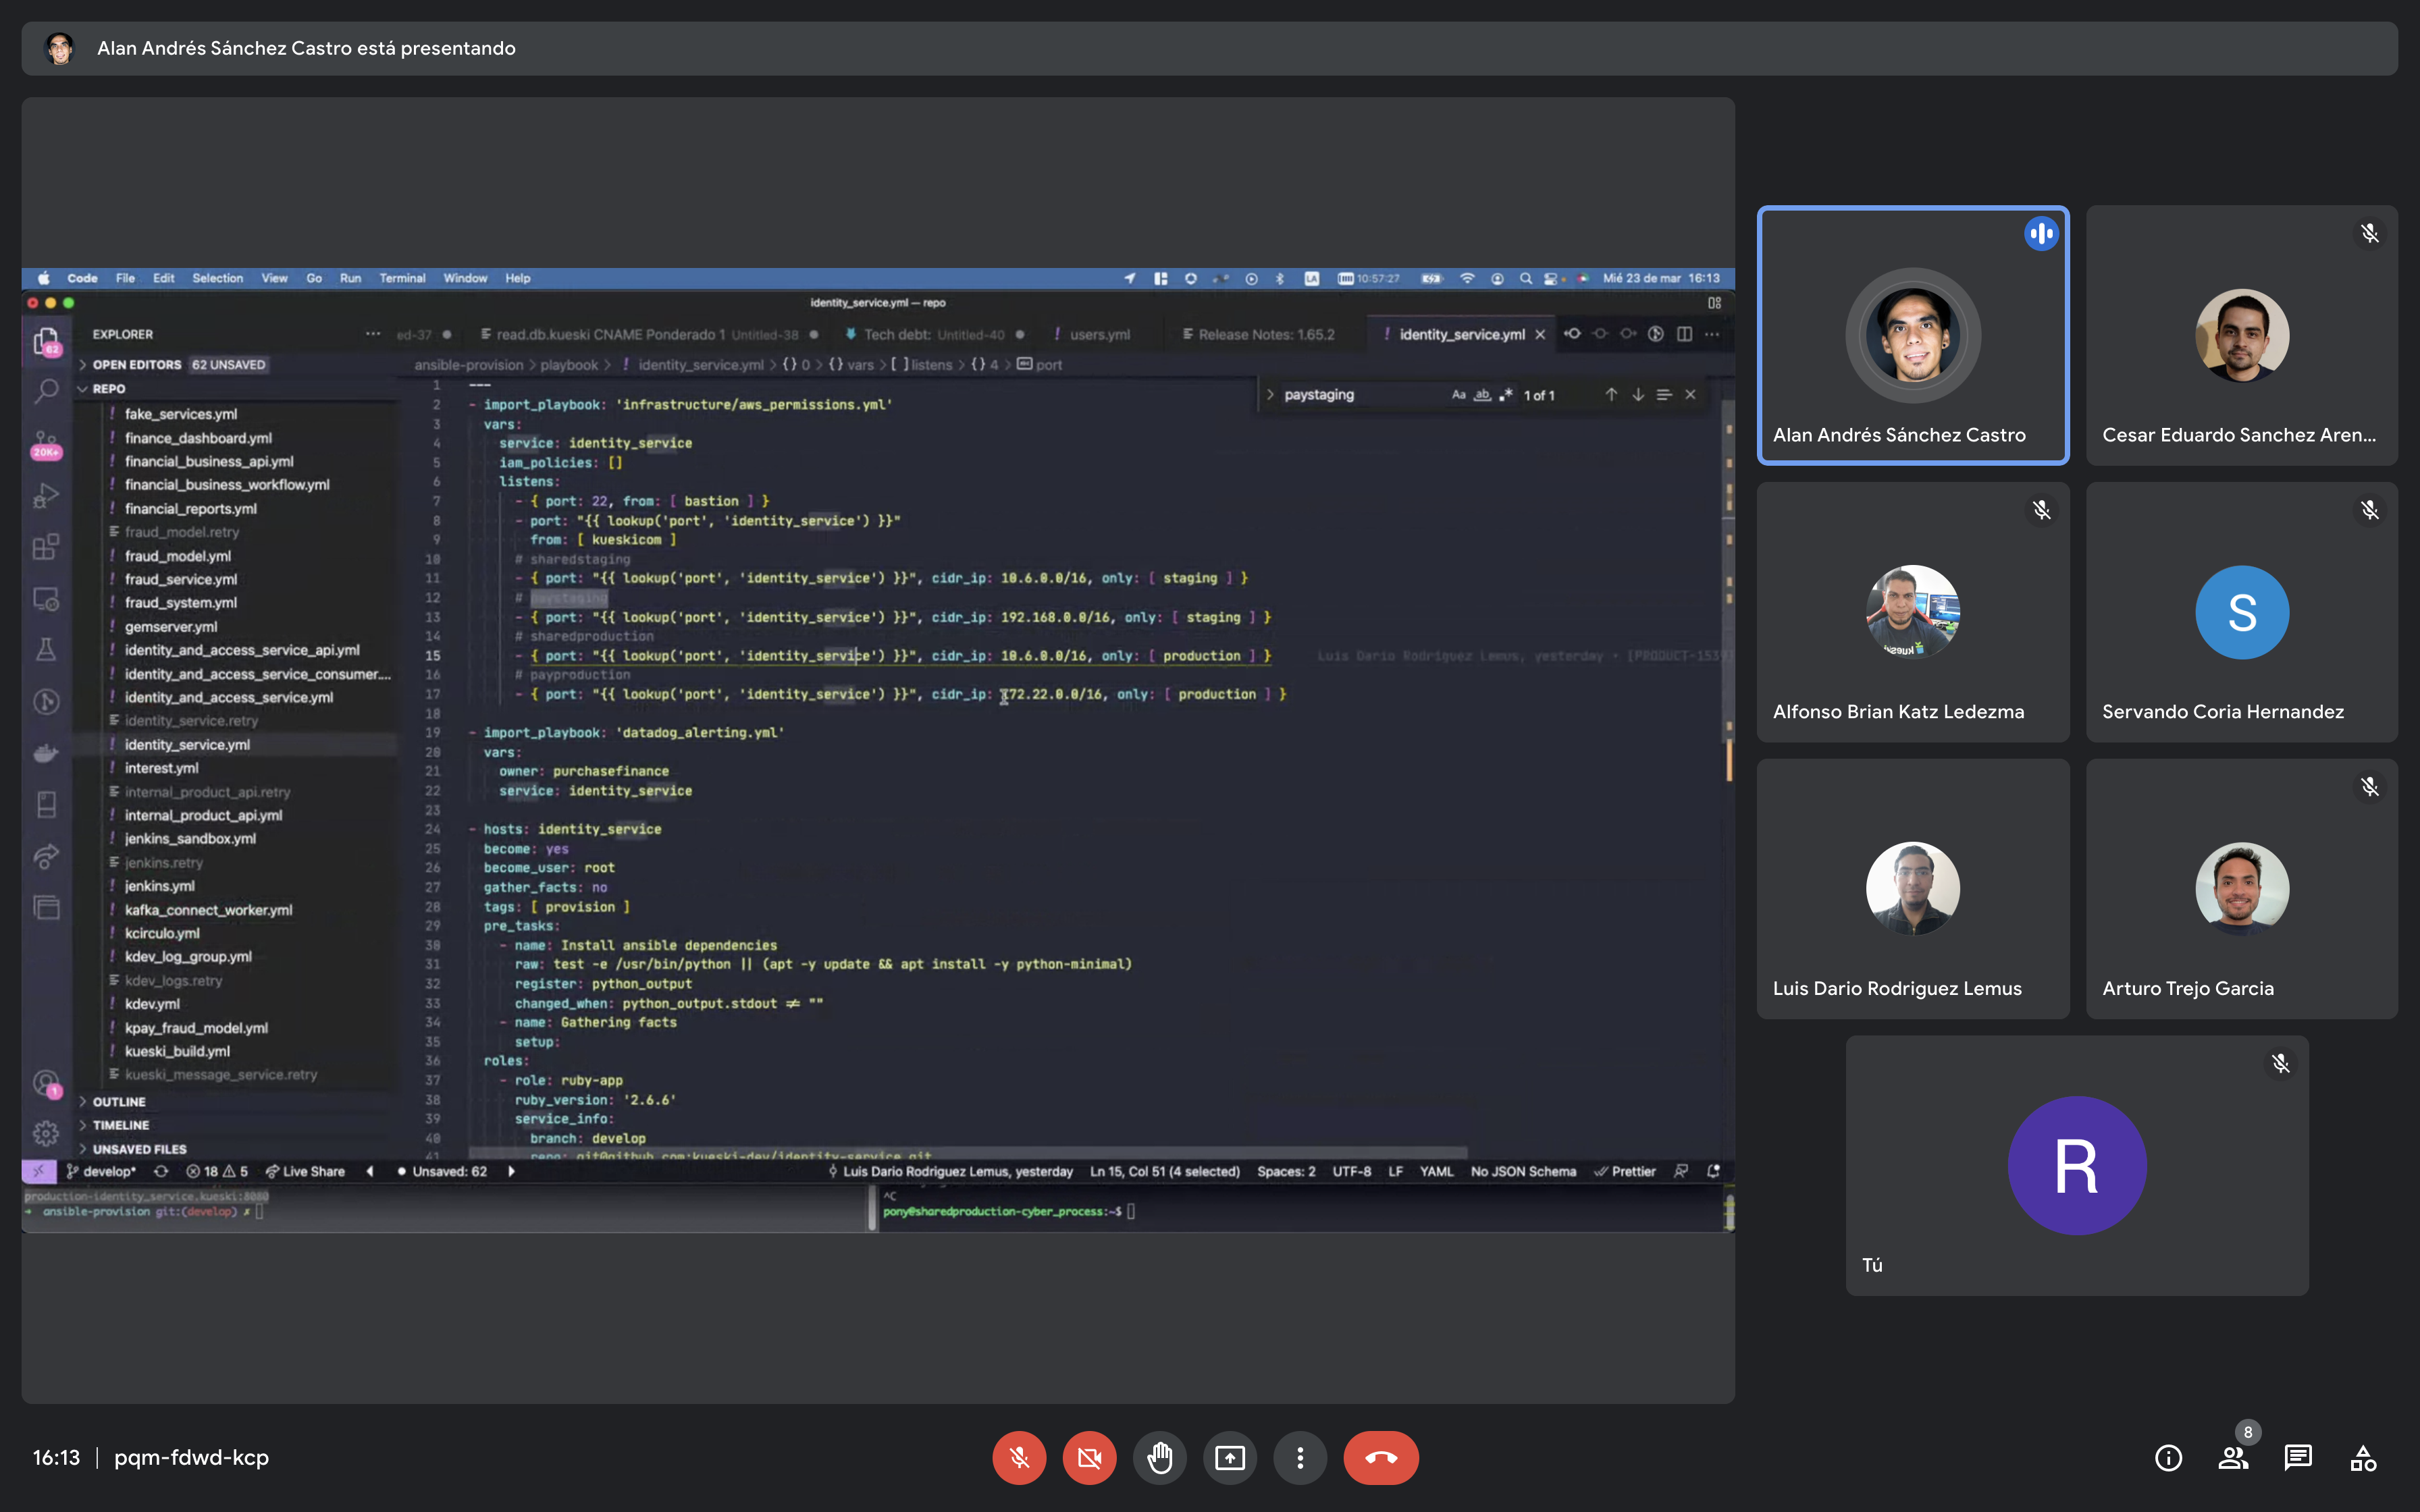 Alan Andrés Sánchez Castro está presentando
Code File Edit Selection View Go Run Terminal Window Help
10:57:27
Mié 23 de mar 16:13
identity_service.yml — repo
EXPLORER
ed-37
read.db.kueski CNAME Ponderado 1 Untitled-38
Tech debt: Untitled-40
users.yml
Release Notes: 1.65.2
identity_service.yml
OPEN EDITORS 62 UNSAVED
ansible-provision > playbook > ! identity_service.yml > {} 0 > {} vars > [ ] listens > {} 4 > port
REPO
62
20K+
1
fake_services.yml
finance_dashboard.yml
financial_business_api.yml
financial_business_workflow.yml
financial_reports.yml
fraud_model.retry
fraud_model.yml
fraud_service.yml
fraud_system.yml
gemserver.yml
identity_and_access_service_api.yml
identity_and_access_service_consumer....
identity_and_access_service.yml
identity_service.retry
identity_service.yml
interest.yml
internal_product_api.retry
internal_product_api.yml
jenkins_sandbox.yml
jenkins.retry
jenkins.yml
kafka_connect_worker.yml
kcirculo.yml
kdev_log_group.yml
kdev_logs.retry
kdev.yml
kpay_fraud_model.yml
kueski_build.yml
kueski_message_service.retry
OUTLINE
TIMELINE
UNSAVED FILES
paystaging Aa ab 1 of 1
1 ---
2 - import_playbook: 'infrastructure/aws_permissions.yml'
3 vars:
4 service: identity_service
5 iam_policies: []
6 listens:
7 - { port: 22, from: [ bastion ] }
8 - port: "{{ lookup('port', 'identity_service') }}"
9 from: [ kueskicom ]
10 # sharedstaging
11 - { port: "{{ lookup('port', 'identity_service') }}", cidr_ip: 10.6.0.0/16, only: [ staging ] }
12 # paystaging
13 - { port: "{{ lookup('port', 'identity_service') }}", cidr_ip: 192.168.0.0/16, only: [ staging ] }
14 # sharedproduction
15 - { port: "{{ lookup('port', 'identity_service') }}", cidr_ip: 10.6.0.0/16, only: [ production ] } Luis Dario Rodriguez Lemus, yesterday • [PRODUCT-153
16 # payproduction
17 - { port: "{{ lookup('port', 'identity_service') }}", cidr_ip: 172.22.0.0/16, only: [ production ] }
18
19 - import_playbook: 'datadog_alerting.yml'
20 vars:
21 owner: purchasefinance
22 service: identity_service
23
24 - hosts: identity_service
25 become: yes
26 become_user: root
27 gather_facts: no
28 tags: [ provision ]
29 pre_tasks:
30 - name: Install ansible dependencies
31 raw: test -e /usr/bin/python || (apt -y update && apt install -y python-minimal)
32 register: python_output
33 changed_when: python_output.stdout != ""
34 - name: Gathering facts
35 setup:
36 roles:
37 - role: ruby-app
38 ruby_version: '2.6.6'
39 service_info:
40 branch: develop
41 repo: git@github.com:kueski-dev/identity-service.git
develop* 18 5 Live Share Unsaved: 62
Luis Dario Rodriguez Lemus, yesterday Ln 15, Col 51 (4 selected) Spaces: 2 UTF-8 LF YAML No JSON Schema Prettier
production-identity_service.kueski:8080
ansible-provision git:(develop) ✗
^C
pony@sharedproduction-cyber_process:~$
Alan Andrés Sánchez Castro
Cesar Eduardo Sanchez Aren...
Alfonso Brian Katz Ledezma
S
Servando Coria Hernandez
Luis Dario Rodriguez Lemus
Arturo Trejo Garcia
R
Tú
16:13 | pqm-fdwd-kcp
8